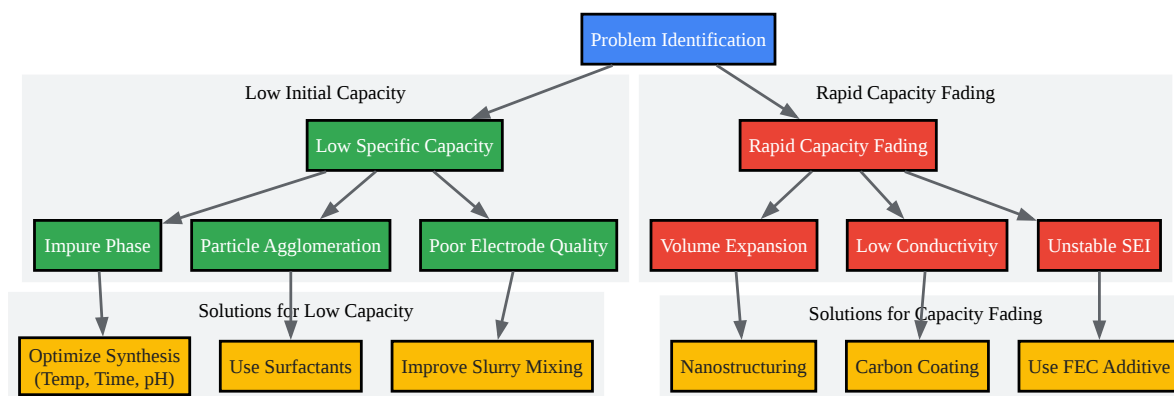 Problem Identification
Low Initial Capacity
Rapid Capacity Fading
Low Specific Capacity
Rapid Capacity Fading
Impure Phase
Particle Agglomeration
Poor Electrode Quality
Volume Expansion
Low Conductivity
Unstable SEI
Solutions for Low Capacity
Solutions for Capacity Fading
Optimize Synthesis
(Temp, Time, pH)
Use Surfactants
Improve Slurry Mixing
Nanostructuring
Carbon Coating
Use FEC Additive